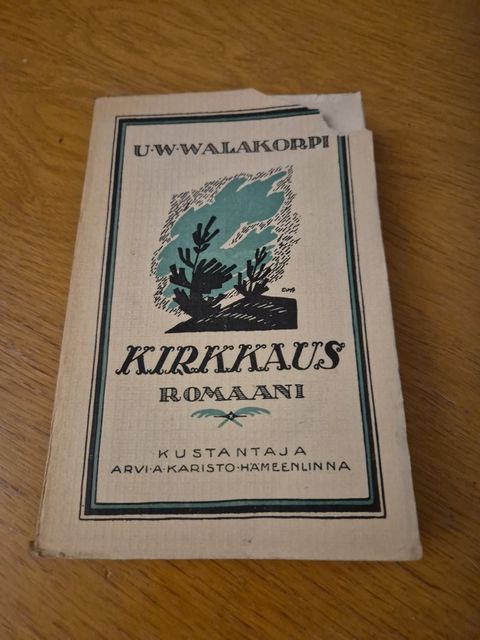 U·W·WALAKORPI
KIRKKAUS
ROMAANI
KUSTANTAJA
ARVI·A·KARISTO·HÄMEENLINNA